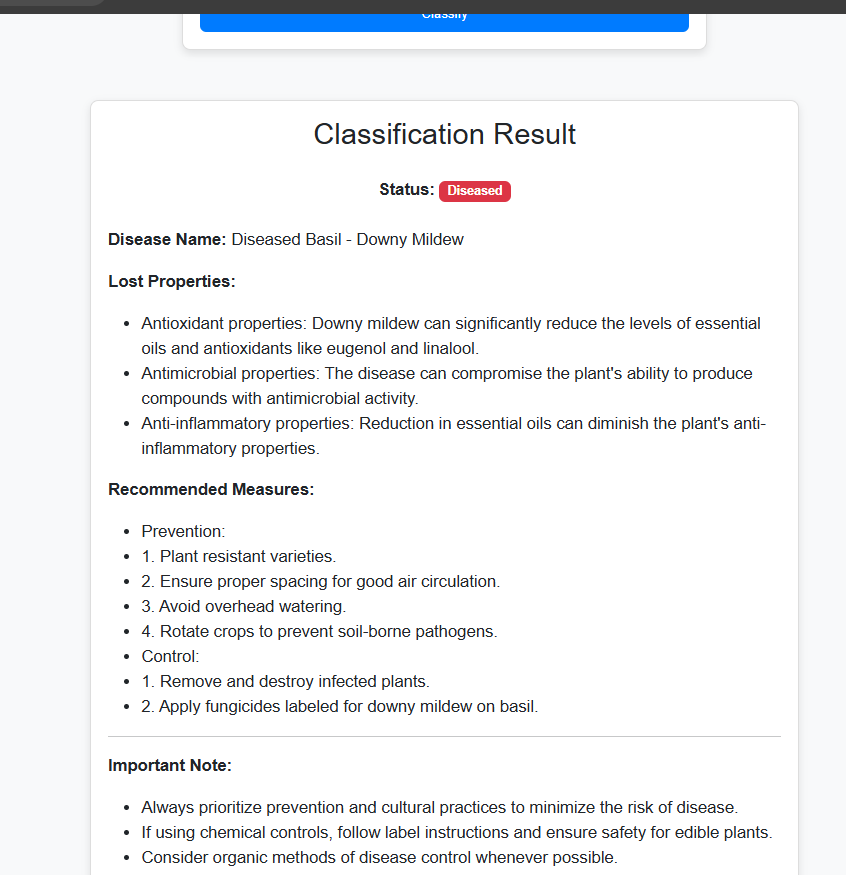 Classify
Classification Result
Status: Diseased
Disease Name: Diseased Basil - Downy Mildew
Lost Properties:
• Antioxidant properties: Downy mildew can significantly reduce the levels of essential
oils and antioxidants like eugenol and linalool.
• Antimicrobial properties: The disease can compromise the plant's ability to produce
compounds with antimicrobial activity.
• Anti-inflammatory properties: Reduction in essential oils can diminish the plant's anti-
inflammatory properties.
Recommended Measures:
• Prevention:
• 1. Plant resistant varieties.
• 2. Ensure proper spacing for good air circulation.
• 3. Avoid overhead watering.
• 4. Rotate crops to prevent soil-borne pathogens.
• Control:
• 1. Remove and destroy infected plants.
• 2. Apply fungicides labeled for downy mildew on basil.
Important Note:
• Always prioritize prevention and cultural practices to minimize the risk of disease.
• If using chemical controls, follow label instructions and ensure safety for edible plants.
• Consider organic methods of disease control whenever possible.